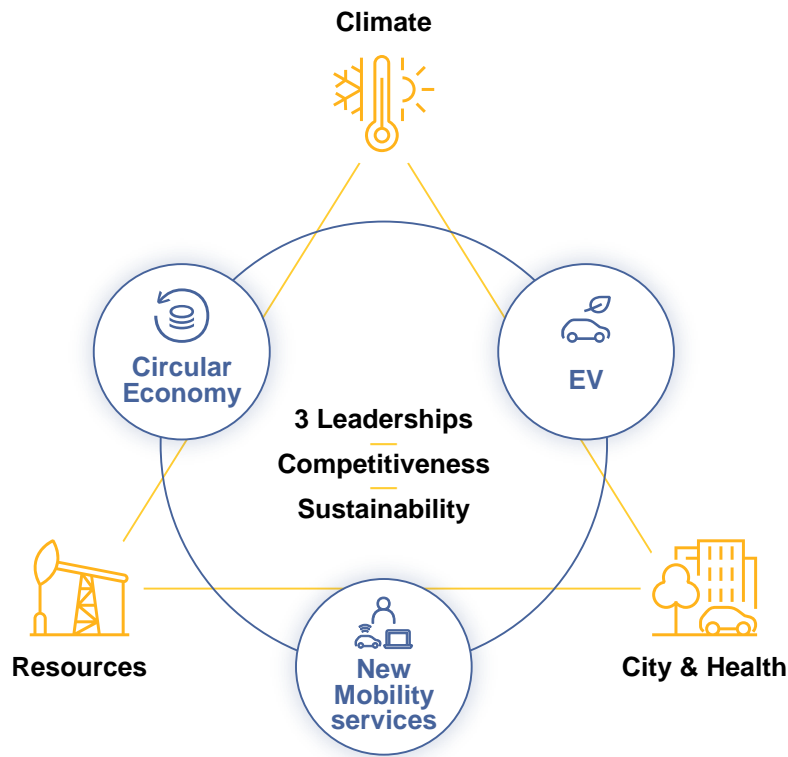 Climate
Circular
Economy
EV
3 Leaderships
Competitiveness
Sustainability
Resources
New
Mobility
services
City & Health